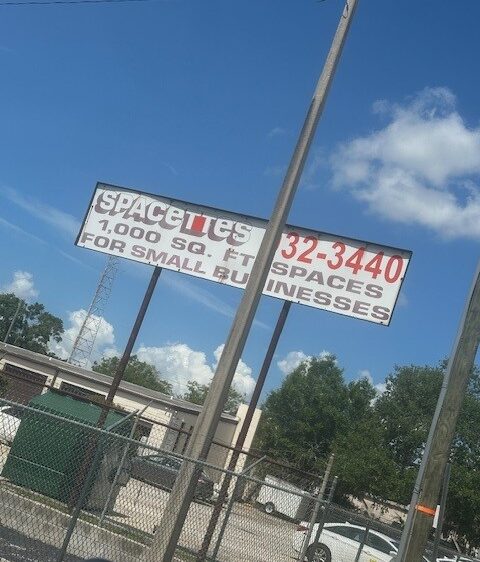 SPACETTES 32-3440
1,000 SQ. FT. SPACES
FOR SMALL BUSINESSES